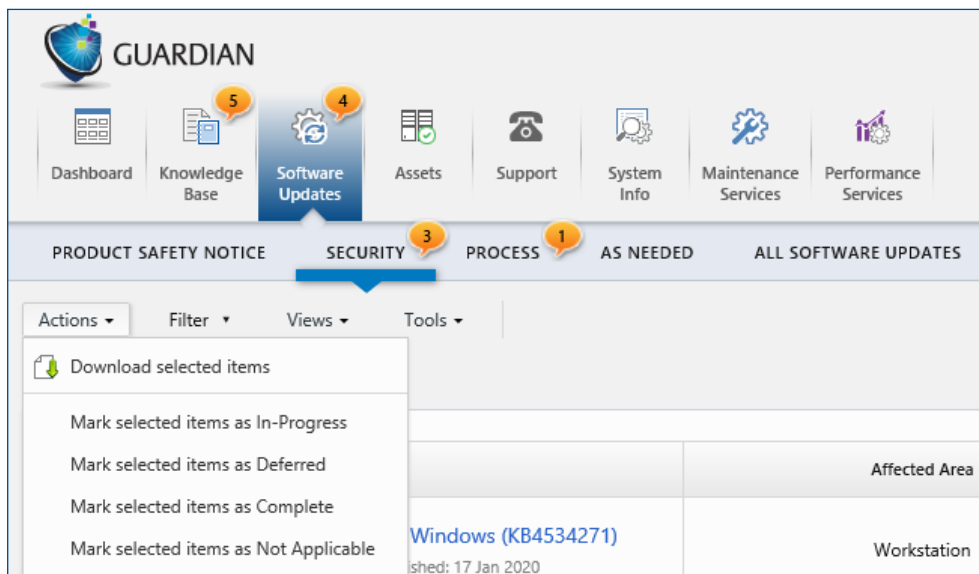 GUARDIAN
5
4
Dashboard
Knowledge
Base
Software
Updates
Assets
Support
System
Info
Maintenance
Services
Performance
Services
PRODUCT SAFETY NOTICE
SECURITY
3
PROCESS
1
AS NEEDED
ALL SOFTWARE UPDATES
Actions
Filter
Views
Tools
Download selected items
Mark selected items as In-Progress
Mark selected items as Deferred
Mark selected items as Complete
Mark selected items as Not Applicable
Affected Area
Windows (KB4534271)
ished: 17 Jan 2020
Workstation